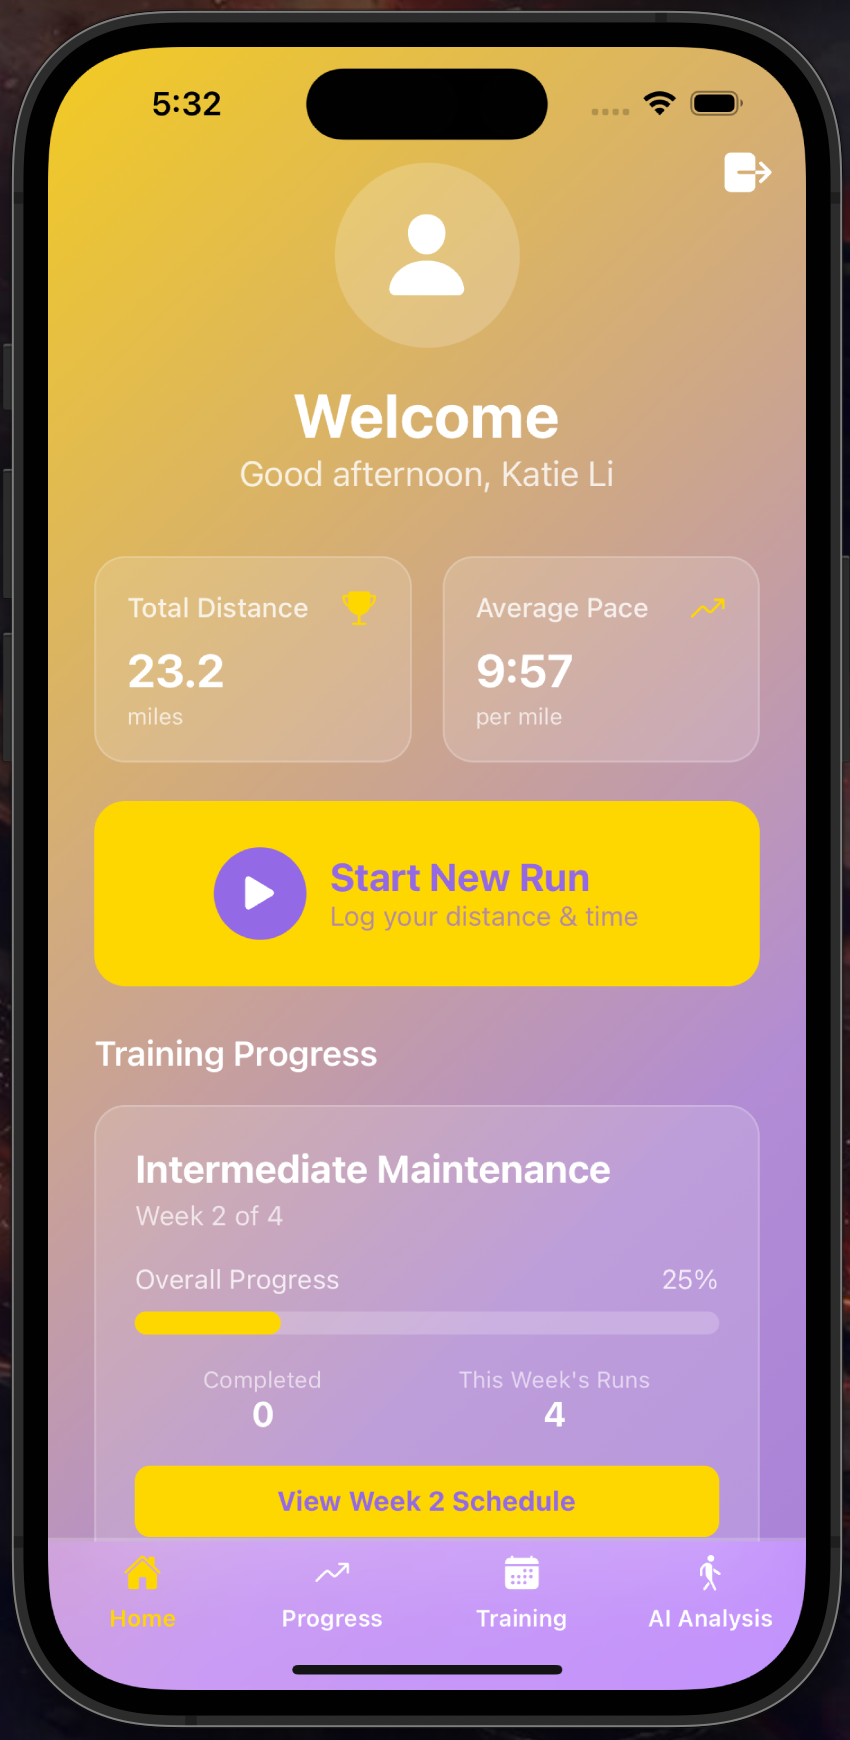 5:32
Welcome
Good afternoon, Katie Li
Total Distance
23.2
miles
Average Pace
9:57
per mile
Start New Run
Log your distance & time
Training Progress
Intermediate Maintenance
Week 2 of 4
Overall Progress 25%
Completed
0
This Week's Runs
4
View Week 2 Schedule
Home Progress Training AI Analysis